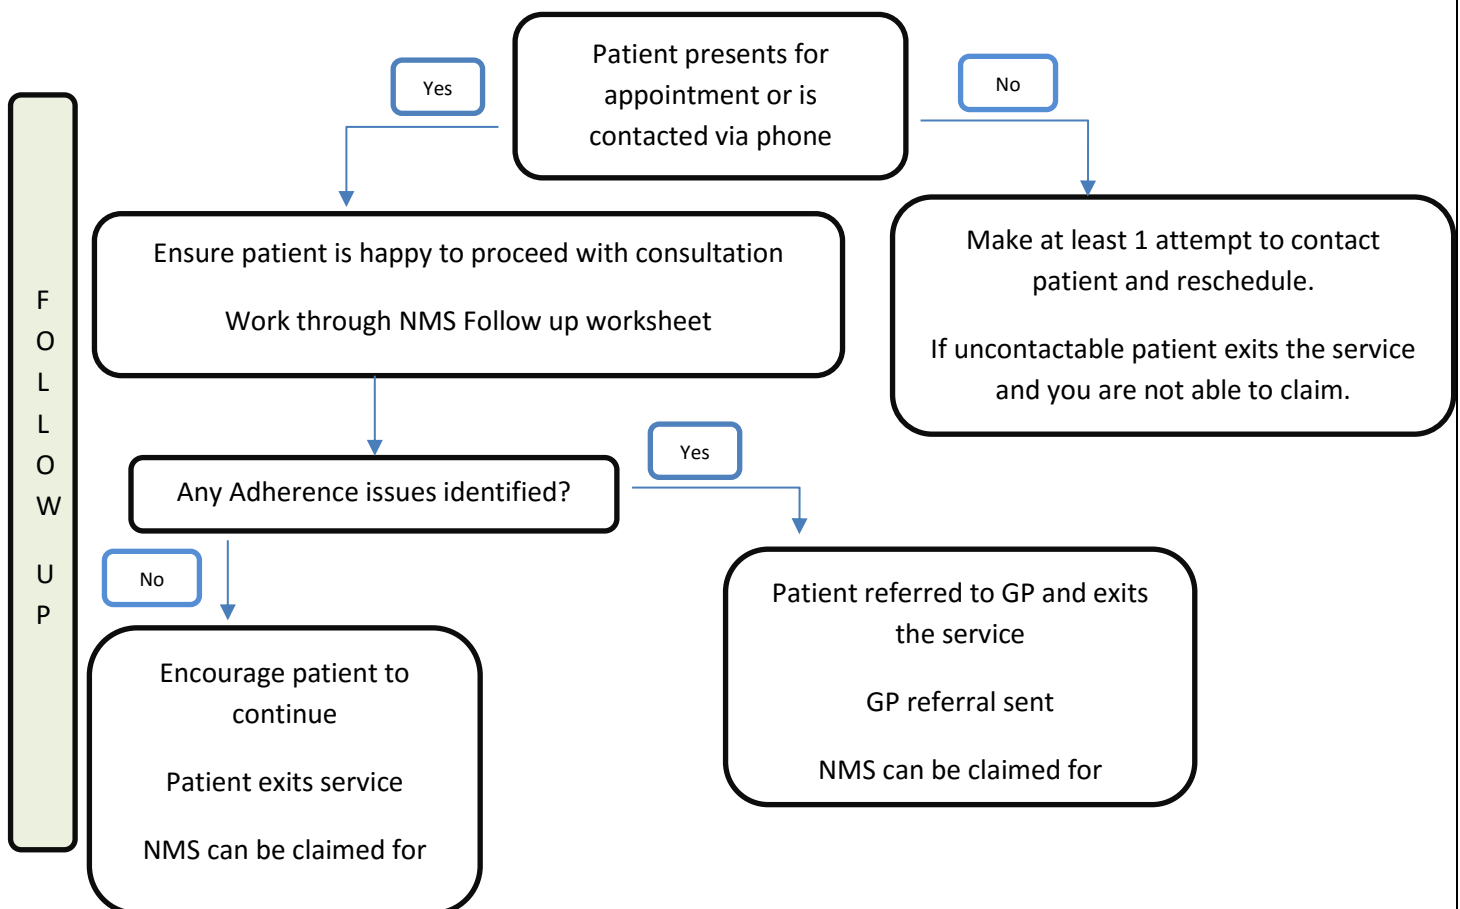 Patient presents for
appointment or is
contacted via phone
Yes
No
F
O
L
L
O
W
U
P
Ensure patient is happy to proceed with consultation
Work through NMS Follow up worksheet
Make at least 1 attempt to contact
patient and reschedule.
If uncontactable patient exits the service
and you are not able to claim.
Any Adherence issues identified?
Yes
No
Patient referred to GP and exits
the service
GP referral sent
NMS can be claimed for
Encourage patient to
continue
Patient exits service
NMS can be claimed for